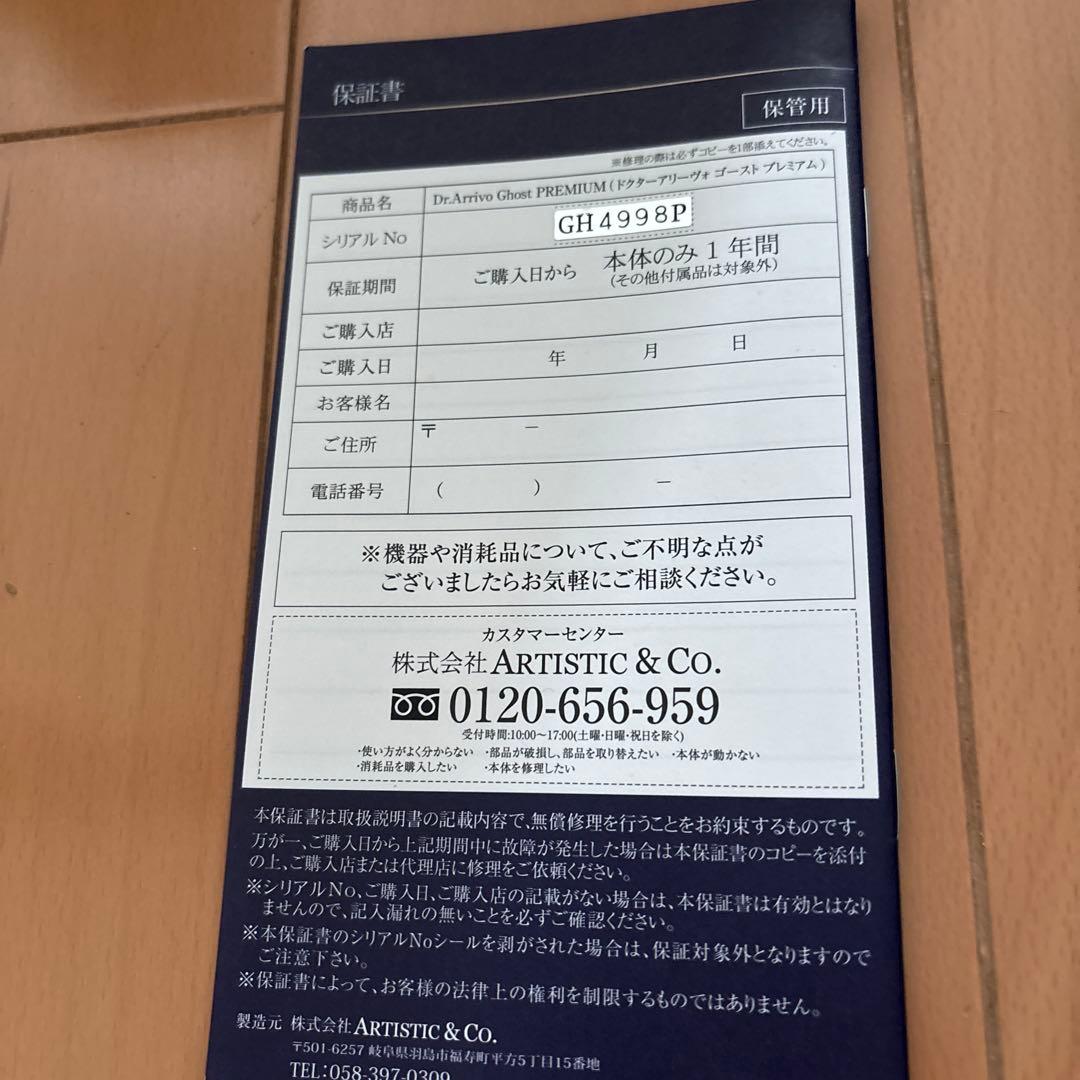 保証書
保管用
※修理の際は必ずコピーを1部添えてください。
商品名 Dr.Arrivo Ghost PREMIUM (ドクターアリーヴォ ゴースト プレミアム)
シリアルNo GH4998P
保証期間 ご購入日から 本体のみ1年間
(その他付属品は対象外)
ご購入店
ご購入日 年 月 日
お客様名
ご住所 〒 －
電話番号 ( ) －
※機器や消耗品について、ご不明な点が
ございましたらお気軽にご相談ください。
カスタマーセンター
株式会社 ARTISTIC & CO.
0120-656-959
受付時間:10:00〜17:00(土曜・日曜・祝日を除く)
・使い方がよく分からない ・部品が破損し、部品を取り替えたい ・本体が動かない
・消耗品を購入したい ・本体を修理したい
本保証書は取扱説明書の記載内容で、無償修理を行うことをお約束するものです。
万が一、ご購入日から上記期間中に故障が発生した場合は本保証書のコピーを添付
の上、ご購入店または代理店に修理をご依頼ください。
※シリアルNo、ご購入日、ご購入店の記載がない場合は、本保証書は有効とはなり
ませんので、記入漏れの無いことを必ずご確認ください。
※本保証書のシリアルNoシールを剥がされた場合は、保証対象外となりますので
ご注意下さい。
※保証書によって、お客様の法律上の権利を制限するものではありません。
製造元 株式会社 ARTISTIC & CO.
〒501-6257 岐阜県羽島市福寿町平方5丁目15番地
TEL:058-397-0309